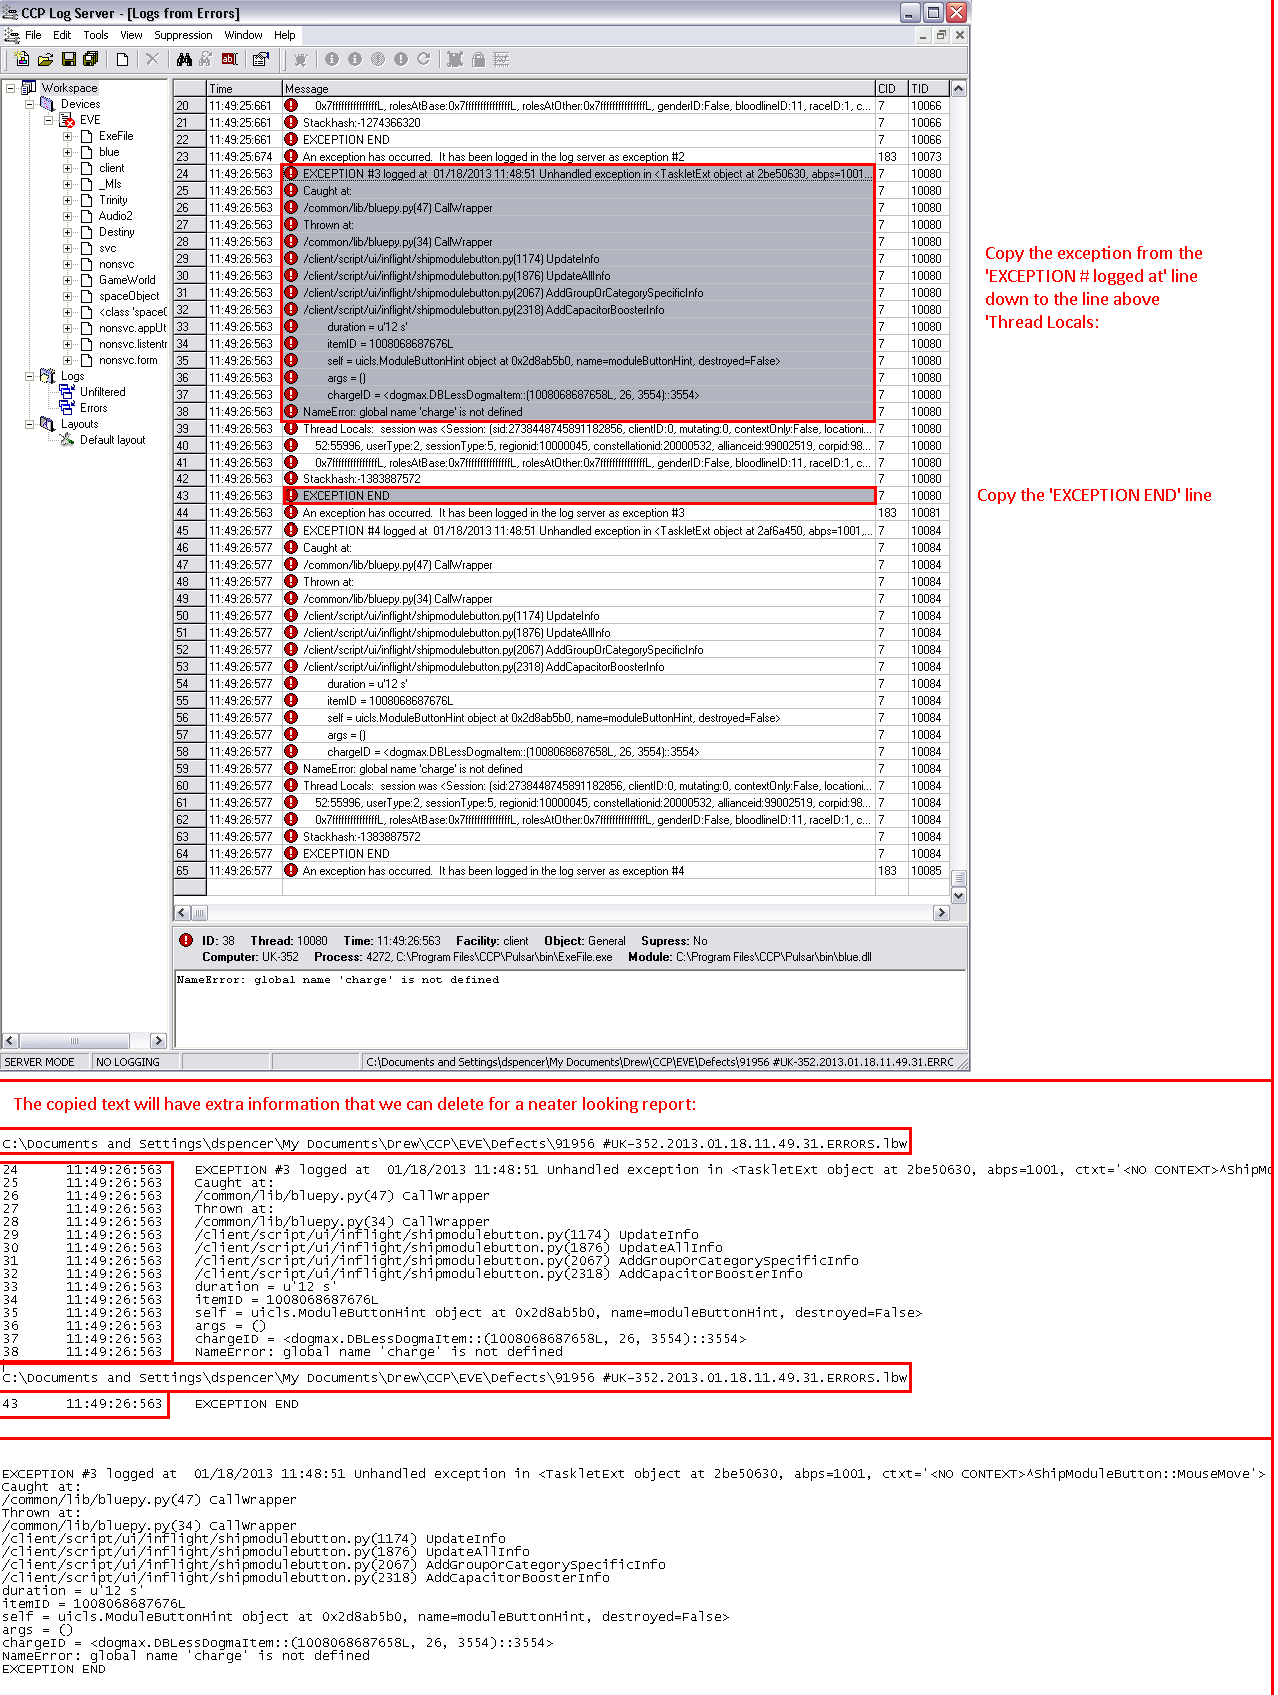 CCP Log Server - [Logs from Errors]
File Edit Tools View Suppression Window Help
Workspace
Devices
EVE
ExeFile
blue
client
_MIs
Trinity
Audio2
Destiny
svc
nonsvc
GameWorld
spaceObject
<class 'spaceC
nonsvc.appUt
nonsvc.listentr
nonsvc.form
Logs
Unfiltered
Errors
Layouts
Default layout
Time Message CID TID
20 11:49:25:661 0x7fffffffffffffffL, rolesAtBase:0x7fffffffffffffffL, rolesAtOther:0x7fffffffffffffffL, genderID:False, bloodlineID:11, raceID:1, c... 7 10066
21 11:49:25:661 Stackhash:-1274366320 7 10066
22 11:49:25:661 EXCEPTION END 7 10066
23 11:49:25:674 An exception has occurred. It has been logged in the log server as exception #2 183 10073
24 11:49:26:563 EXCEPTION #3 logged at 01/18/2013 11:48:51 Unhandled exception in <TaskletExt object at 2be50630, abps=1001... 7 10080
25 11:49:26:563 Caught at: 7 10080
26 11:49:26:563 /common/lib/bluepy.py(47) CallWrapper 7 10080
27 11:49:26:563 Thrown at: 7 10080
28 11:49:26:563 /common/lib/bluepy.py(34) CallWrapper 7 10080
29 11:49:26:563 /client/script/ui/inflight/shipmodulebutton.py(1174) UpdateInfo 7 10080
30 11:49:26:563 /client/script/ui/inflight/shipmodulebutton.py(1876) UpdateAllInfo 7 10080
31 11:49:26:563 /client/script/ui/inflight/shipmodulebutton.py(2067) AddGroupOrCategorySpecificInfo 7 10080
32 11:49:26:563 /client/script/ui/inflight/shipmodulebutton.py(2318) AddCapacitorBoosterInfo 7 10080
33 11:49:26:563 duration = u'12 s' 7 10080
34 11:49:26:563 itemID = 1008068687676L 7 10080
35 11:49:26:563 self = uicls.ModuleButtonHint object at 0x2d8ab5b0, name=moduleButtonHint, destroyed=False> 7 10080
36 11:49:26:563 args = () 7 10080
37 11:49:26:563 chargeID = <dogmax.DBLessDogmaItem::(1008068687658L, 26, 3554)::3554> 7 10080
38 11:49:26:563 NameError: global name 'charge' is not defined 7 10080
39 11:49:26:563 Thread Locals: session was <Session: (sid:2738448745891182856, clientID:0, mutating:0, contextOnly:False, locationi... 7 10080
40 11:49:26:563 52:55996, userType:2, sessionType:5, regionid:10000045, constellationid:20000532, allianceid:99002519, corpid:98... 7 10080
41 11:49:26:563 0x7fffffffffffffffL, rolesAtBase:0x7fffffffffffffffL, rolesAtOther:0x7fffffffffffffffL, genderID:False, bloodlineID:11, raceID:1, c... 7 10080
42 11:49:26:563 Stackhash:-1383887572 7 10080
43 11:49:26:563 EXCEPTION END 7 10080
44 11:49:26:563 An exception has occurred. It has been logged in the log server as exception #3 183 10081
45 11:49:26:577 EXCEPTION #4 logged at 01/18/2013 11:48:51 Unhandled exception in <TaskletExt object at 2af6a450, abps=1001,... 7 10084
46 11:49:26:577 Caught at: 7 10084
47 11:49:26:577 /common/lib/bluepy.py(47) CallWrapper 7 10084
48 11:49:26:577 Thrown at: 7 10084
49 11:49:26:577 /common/lib/bluepy.py(34) CallWrapper 7 10084
50 11:49:26:577 /client/script/ui/inflight/shipmodulebutton.py(1174) UpdateInfo 7 10084
51 11:49:26:577 /client/script/ui/inflight/shipmodulebutton.py(1876) UpdateAllInfo 7 10084
52 11:49:26:577 /client/script/ui/inflight/shipmodulebutton.py(2067) AddGroupOrCategorySpecificInfo 7 10084
53 11:49:26:577 /client/script/ui/inflight/shipmodulebutton.py(2318) AddCapacitorBoosterInfo 7 10084
54 11:49:26:577 duration = u'12 s' 7 10084
55 11:49:26:577 itemID = 1008068687676L 7 10084
56 11:49:26:577 self = uicls.ModuleButtonHint object at 0x2d8ab5b0, name=moduleButtonHint, destroyed=False> 7 10084
57 11:49:26:577 args = () 7 10084
58 11:49:26:577 chargeID = <dogmax.DBLessDogmaItem::(1008068687658L, 26, 3554)::3554> 7 10084
59 11:49:26:577 NameError: global name 'charge' is not defined 7 10084
60 11:49:26:577 Thread Locals: session was <Session: (sid:2738448745891182856, clientID:0, mutating:0, contextOnly:False, locationi... 7 10084
61 11:49:26:577 52:55996, userType:2, sessionType:5, regionid:10000045, constellationid:20000532, allianceid:99002519, corpid:98... 7 10084
62 11:49:26:577 0x7fffffffffffffffL, rolesAtBase:0x7fffffffffffffffL, rolesAtOther:0x7fffffffffffffffL, genderID:False, bloodlineID:11, raceID:1, c... 7 10084
63 11:49:26:577 Stackhash:-1383887572 7 10084
64 11:49:26:577 EXCEPTION END 7 10084
65 11:49:26:577 An exception has occurred. It has been logged in the log server as exception #4 183 10085
Copy the exception from the
'EXCEPTION # logged at' line
down to the line above
'Thread Locals:
Copy the 'EXCEPTION END' line
ID: 38 Thread: 10080 Time: 11:49:26:563 Facility: client Object: General Supress: No
Computer: UK-352 Process: 4272, C:\Program Files\CCP\Pulsar\bin\ExeFile.exe Module: C:\Program Files\CCP\Pulsar\bin\blue.dll
NameError: global name 'charge' is not defined
SERVER MODE NO LOGGING C:\Documents and Settings\dspencer\My Documents\Drew\CCP\EVE\Defects\91956 #UK-352.2013.01.18.11.49.31.ERRC
The copied text will have extra information that we can delete for a neater looking report:
C:\Documents and Settings\dspencer\My Documents\Drew\CCP\EVE\Defects\91956 #UK-352.2013.01.18.11.49.31.ERRORS.lbw
24 11:49:26:563 EXCEPTION #3 logged at 01/18/2013 11:48:51 Unhandled exception in <TaskletExt object at 2be50630, abps=1001, ctxt='<NO CONTEXT>^ShipMo
25 11:49:26:563 Caught at:
26 11:49:26:563 /common/lib/bluepy.py(47) CallWrapper
27 11:49:26:563 Thrown at:
28 11:49:26:563 /common/lib/bluepy.py(34) CallWrapper
29 11:49:26:563 /client/script/ui/inflight/shipmodulebutton.py(1174) UpdateInfo
30 11:49:26:563 /client/script/ui/inflight/shipmodulebutton.py(1876) UpdateAllInfo
31 11:49:26:563 /client/script/ui/inflight/shipmodulebutton.py(2067) AddGroupOrCategorySpecificInfo
32 11:49:26:563 /client/script/ui/inflight/shipmodulebutton.py(2318) AddCapacitorBoosterInfo
33 11:49:26:563 duration = u'12 s'
34 11:49:26:563 itemID = 1008068687676L
35 11:49:26:563 self = uicls.ModuleButtonHint object at 0x2d8ab5b0, name=moduleButtonHint, destroyed=False>
36 11:49:26:563 args = ()
37 11:49:26:563 chargeID = <dogmax.DBLessDogmaItem::(1008068687658L, 26, 3554)::3554>
38 11:49:26:563 NameError: global name 'charge' is not defined
C:\Documents and Settings\dspencer\My Documents\Drew\CCP\EVE\Defects\91956 #UK-352.2013.01.18.11.49.31.ERRORS.lbw
43 11:49:26:563 EXCEPTION END
EXCEPTION #3 logged at 01/18/2013 11:48:51 Unhandled exception in <TaskletExt object at 2be50630, abps=1001, ctxt='<NO CONTEXT>^ShipModuleButton::MouseMove'>
Caught at:
/common/lib/bluepy.py(47) CallWrapper
Thrown at:
/common/lib/bluepy.py(34) CallWrapper
/client/script/ui/inflight/shipmodulebutton.py(1174) UpdateInfo
/client/script/ui/inflight/shipmodulebutton.py(1876) UpdateAllInfo
/client/script/ui/inflight/shipmodulebutton.py(2067) AddGroupOrCategorySpecificInfo
/client/script/ui/inflight/shipmodulebutton.py(2318) AddCapacitorBoosterInfo
duration = u'12 s'
itemID = 1008068687676L
self = uicls.ModuleButtonHint object at 0x2d8ab5b0, name=moduleButtonHint, destroyed=False>
args = ()
chargeID = <dogmax.DBLessDogmaItem::(1008068687658L, 26, 3554)::3554>
NameError: global name 'charge' is not defined
EXCEPTION END